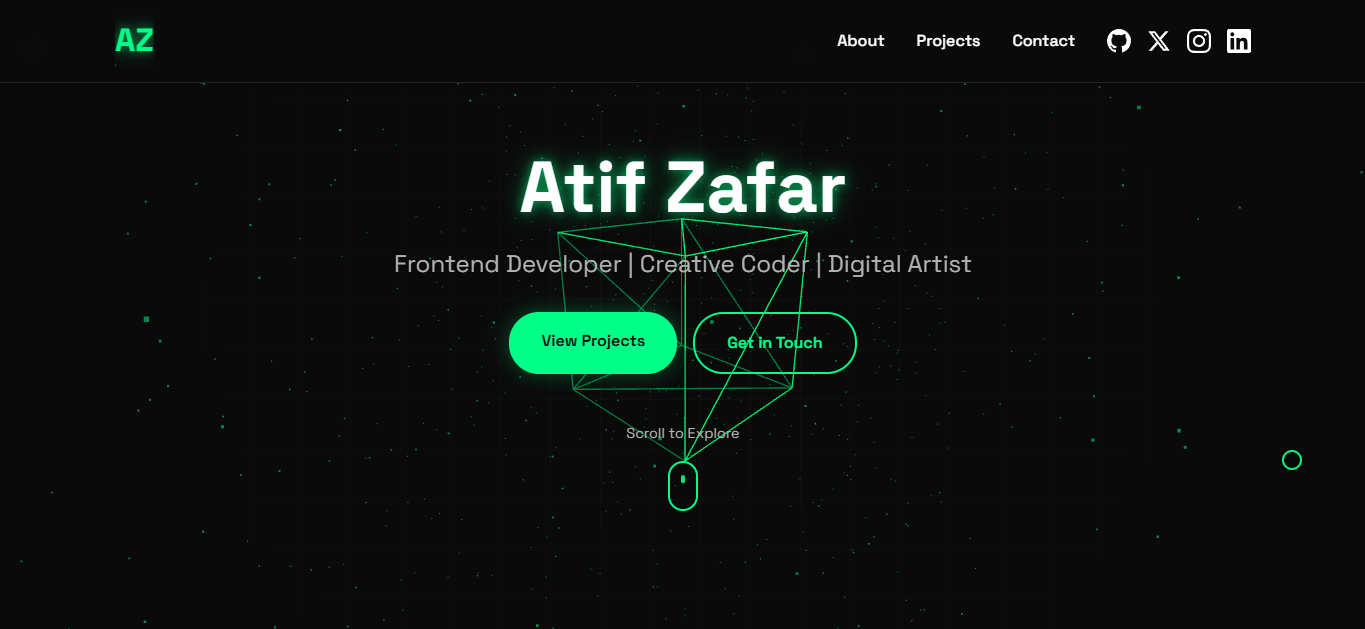 AZ
About Projects Contact
Atif Zafar
Frontend Developer | Creative Coder | Digital Artist
View Projects Get in Touch
Scroll to Explore